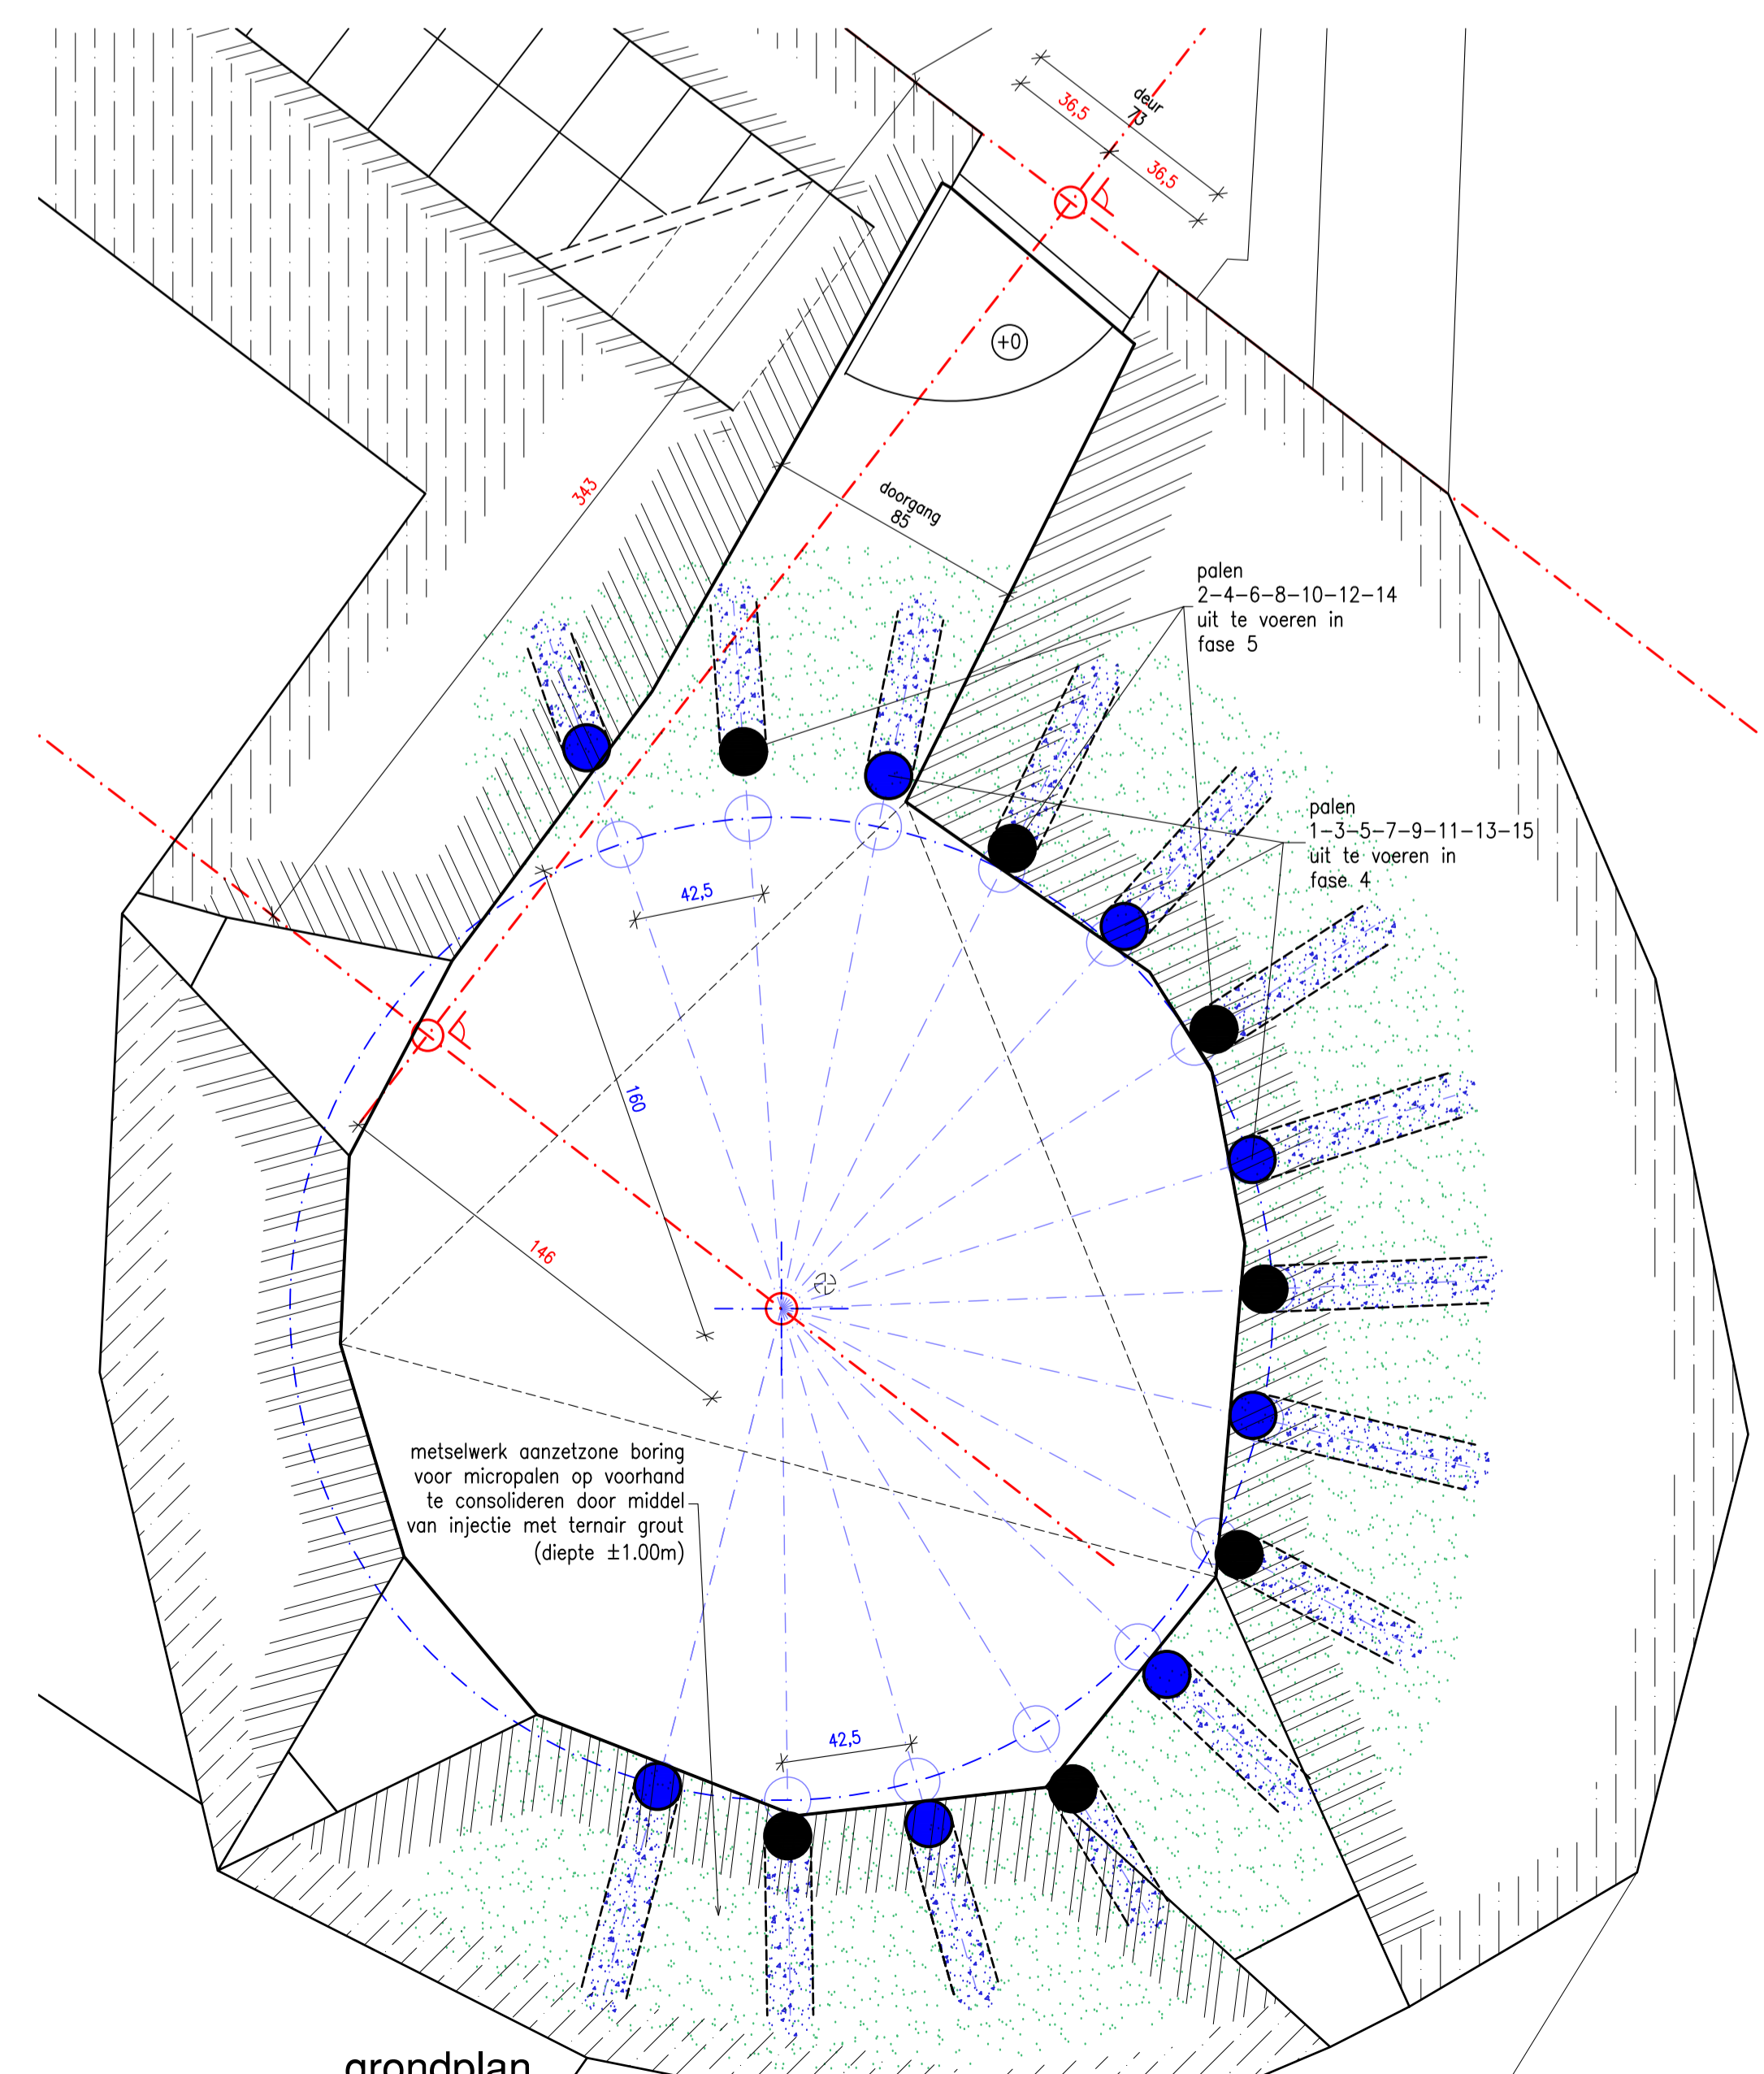 deur
73
36,5
36,5
+0
343
doorgang
85
palen
2-4-6-8-10-12-14
uit te voeren in
fase 5
palen
1-3-5-7-9-11-13-15
uit te voeren in
fase 4
42,5
160
146
metselwerk aanzetzone boring
voor micropalen op voorhand
te consolideren door middel
van injectie met ternair grout
(diepte ±1.00m)
42,5
grondplan